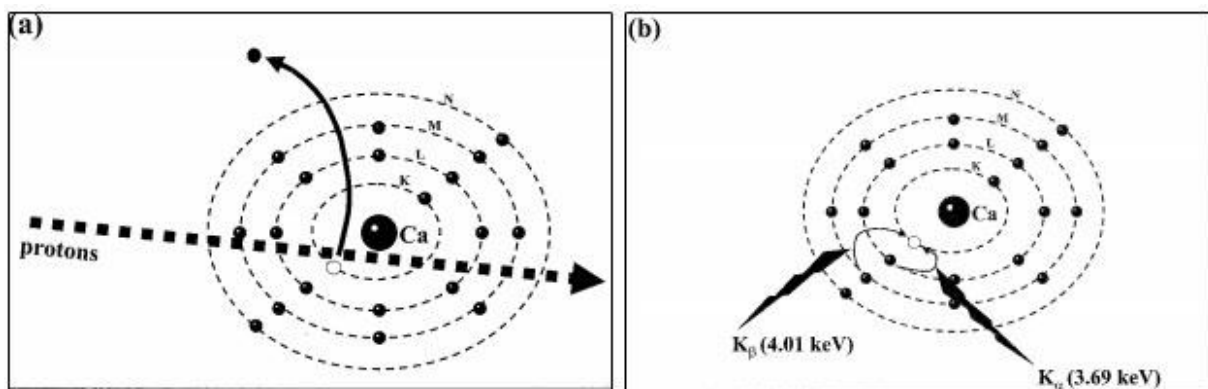 (a)
N
M
L
K
Ca
protons
(b)
N
M
L
K
Ca
Kβ (4.01 keV)
Kα (3.69 keV)